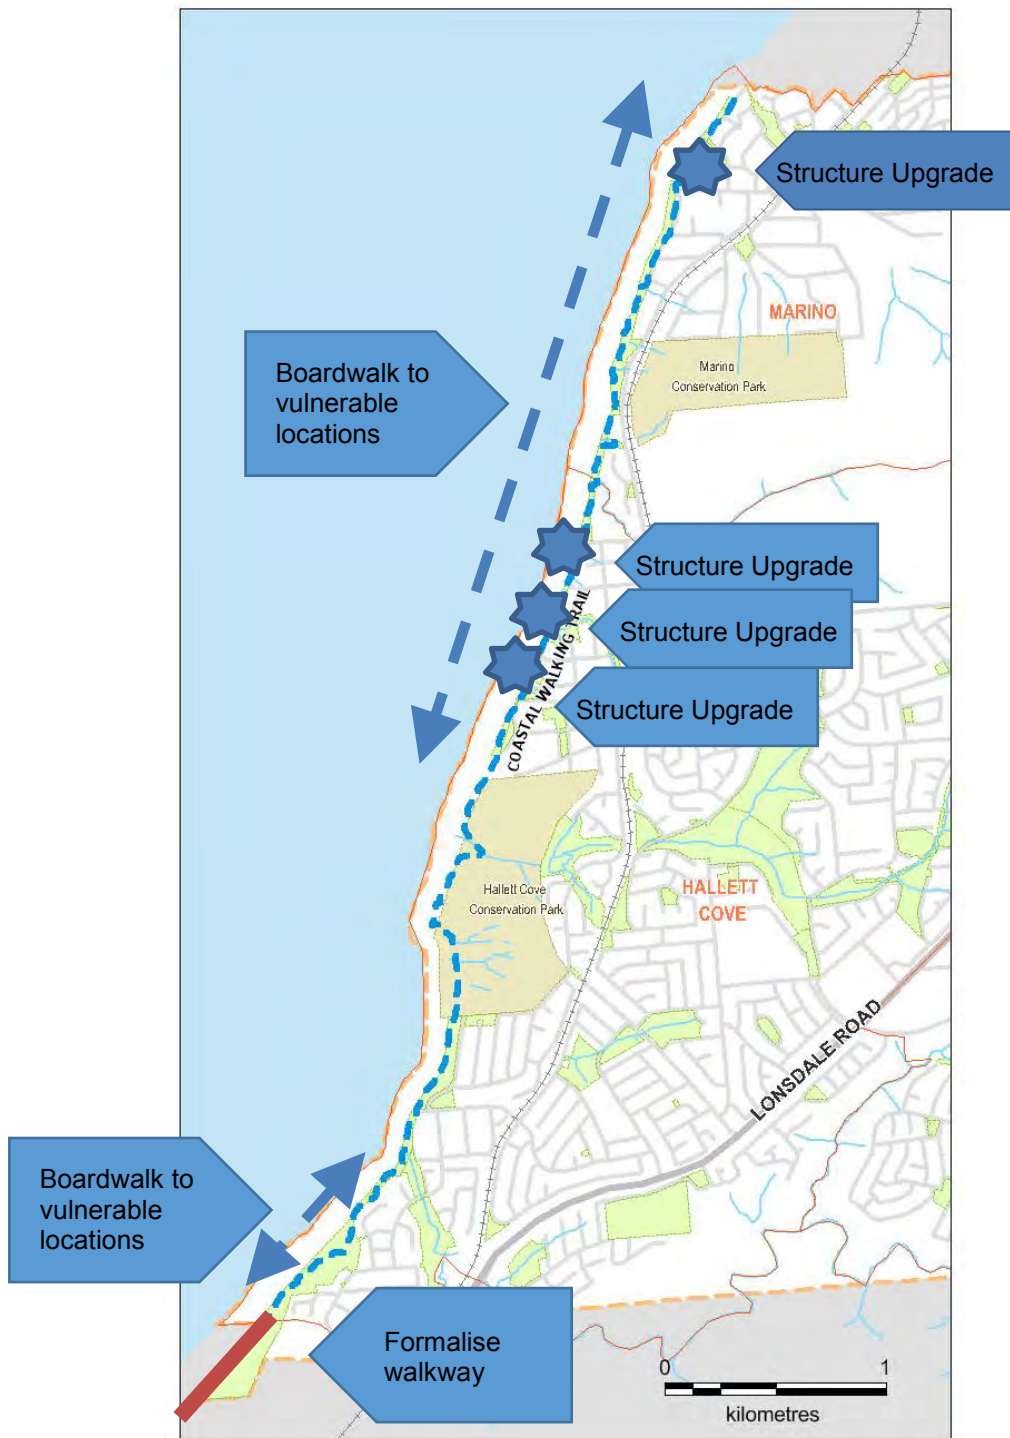 Structure Upgrade
MARINO
Marino
Conservation Park
Boardwalk to
vulnerable
locations
Structure Upgrade
Structure Upgrade
Structure Upgrade
COASTAL WALKING TRAIL
Hallett Cove
Conservation Park
HALLETT
COVE
LONSDALE ROAD
Boardwalk to
vulnerable
locations
Formalise
walkway
0 1
kilometres